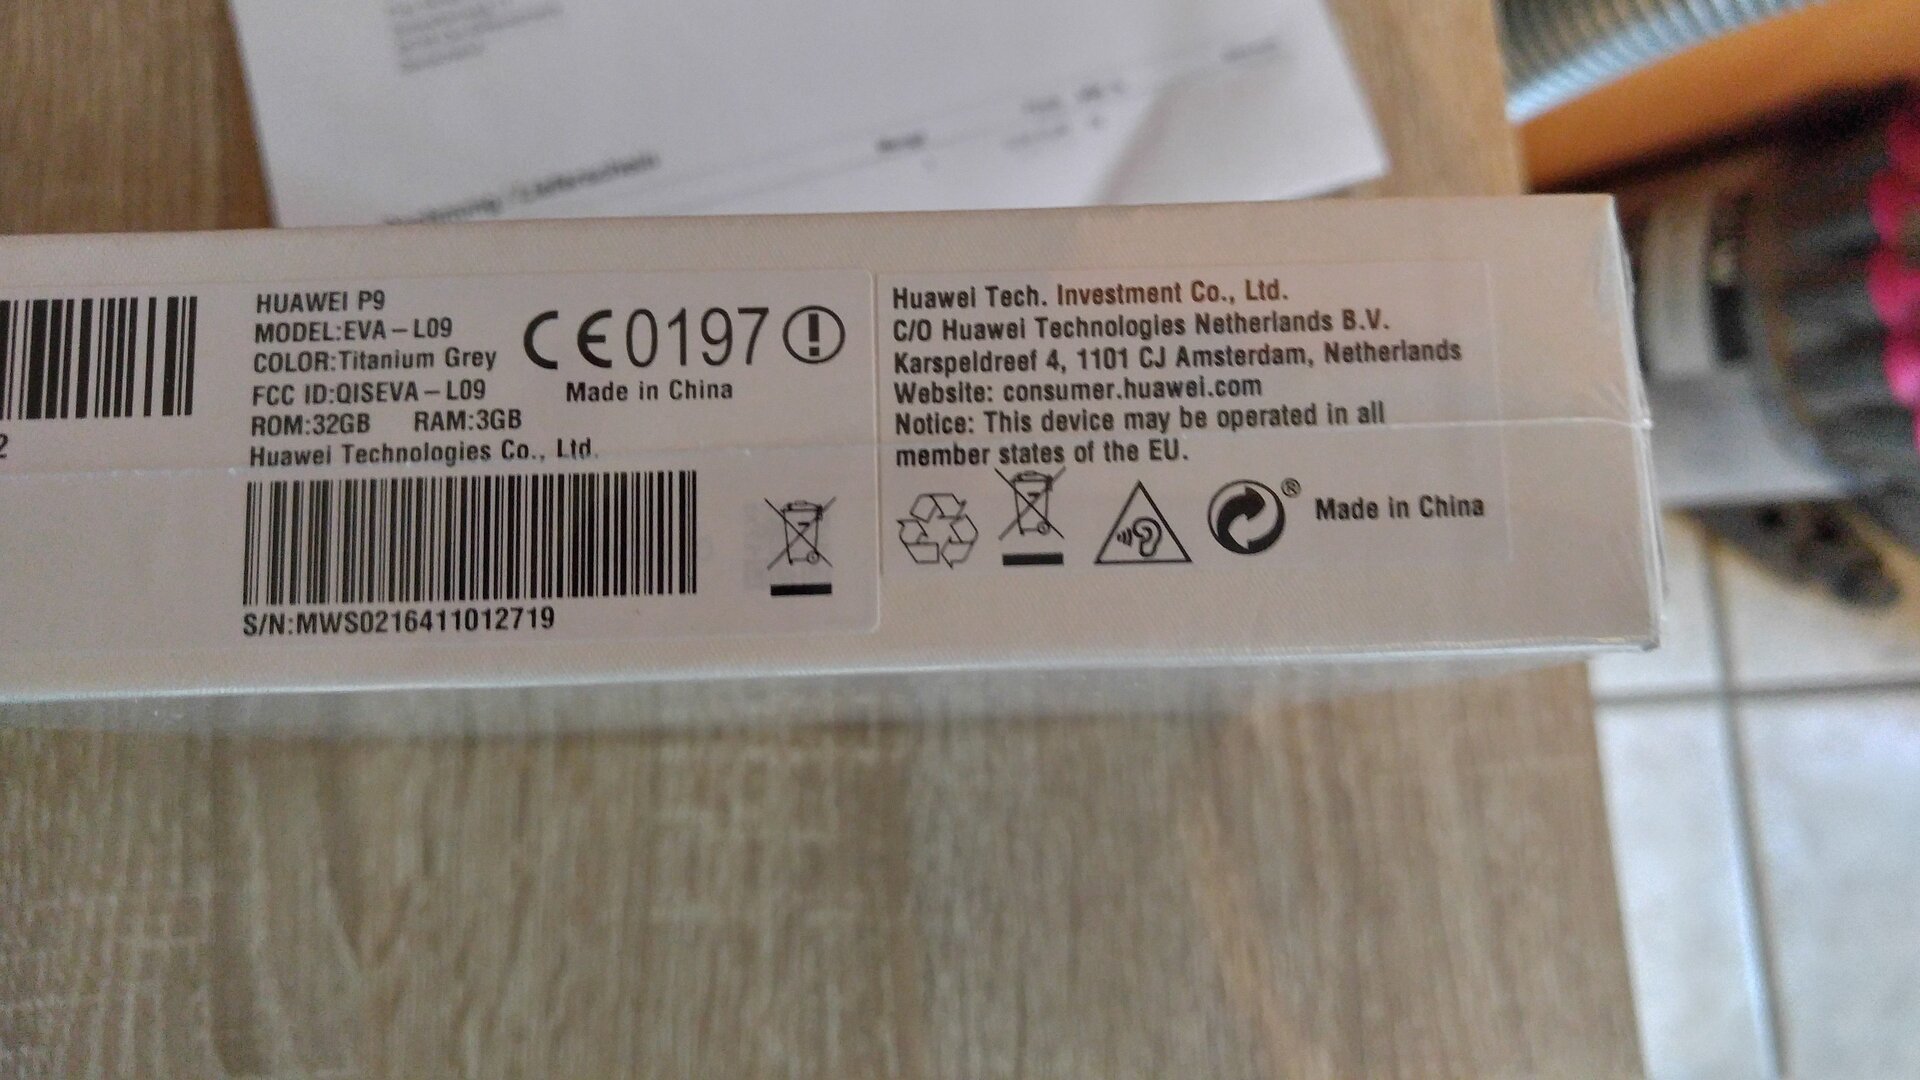 HUAWEI P9
MODEL:EVA-L09
COLOR:Titanium Grey
FCC ID:QISEVA-L09
ROM:32GB RAM:3GB
Huawei Technologies Co., Ltd.
CE0197
Made in China
S/N:MWS0216411012719
2
Huawei Tech. Investment Co., Ltd.
C/O Huawei Technologies Netherlands B.V.
Karspeldreef 4, 1101 CJ Amsterdam, Netherlands
Website: consumer.huawei.com
Notice: This device may be operated in all
member states of the EU.
® Made in China